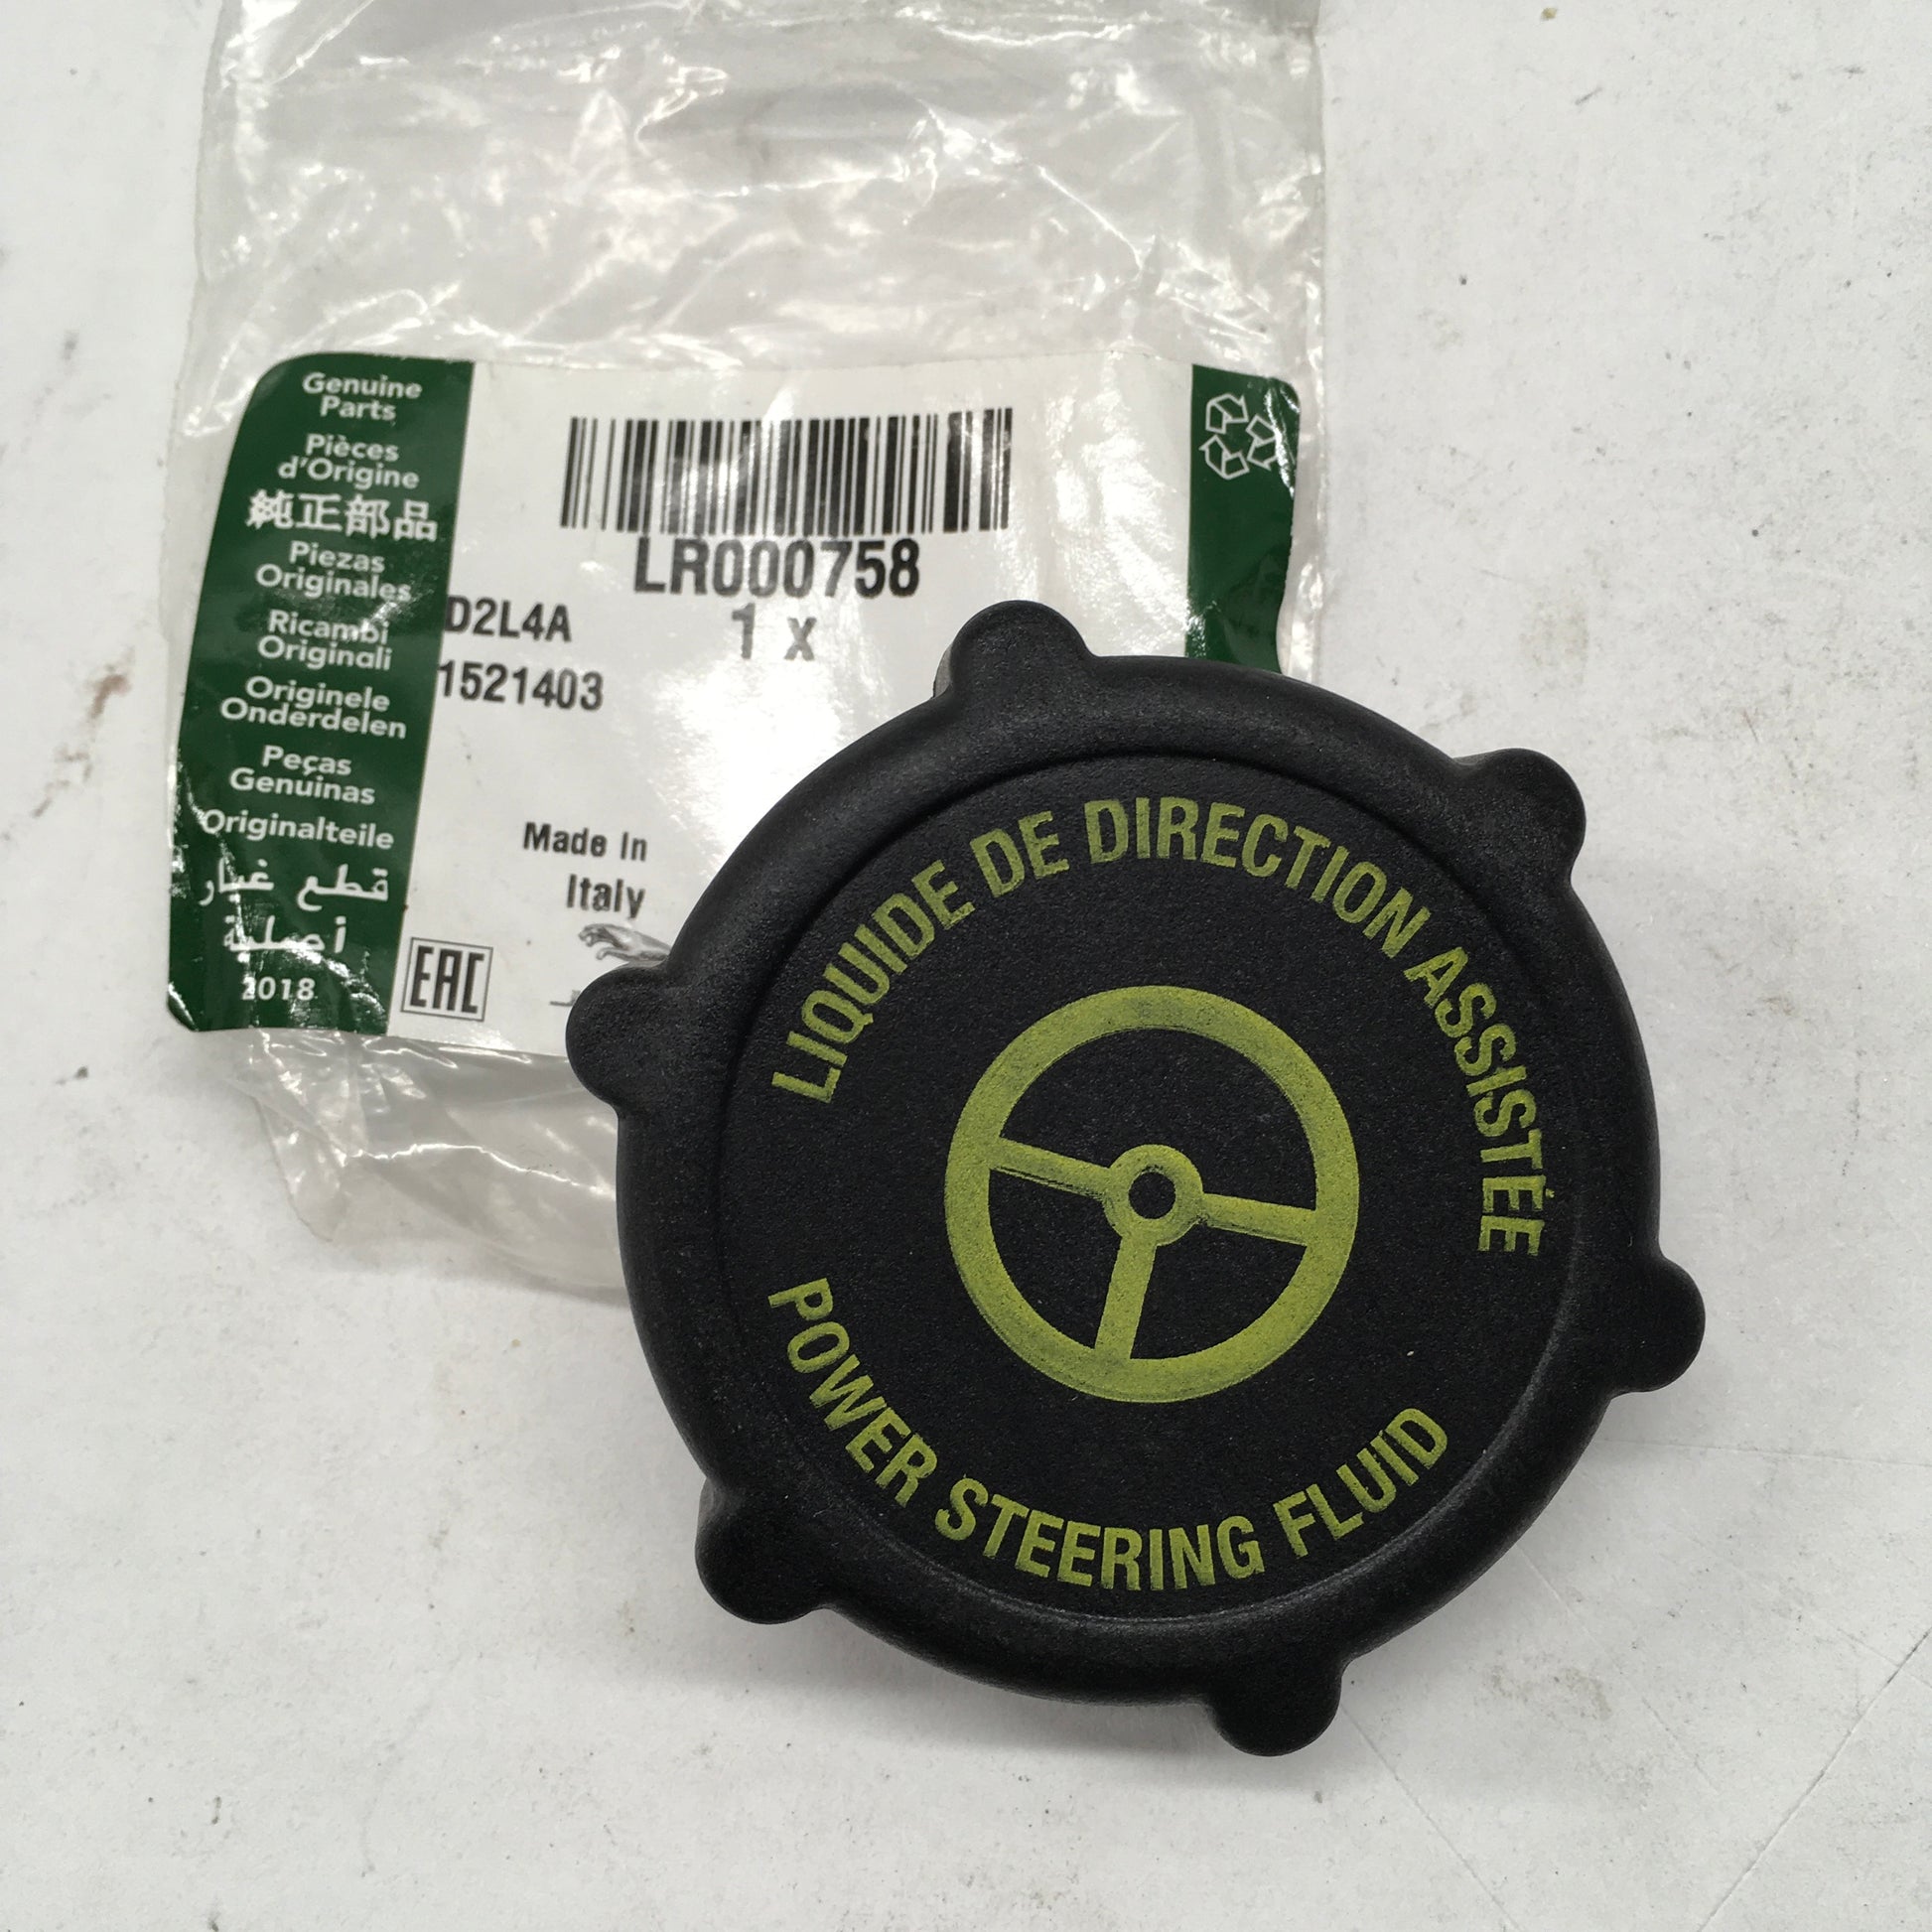 Genuine
Parts
Pièces
d'Origine
純正部品
Piezas
Originales
Ricambi
Originali
Originele
Onderdelen
Peças
Genuinas
Originalteile
قطع غيار
أصلية
2018
LR000758
1 x
D2L4A
1521403
Made In
Italy
EAC
LIQUIDE DE DIRECTION ASSISTÉE
POWER STEERING FLUID